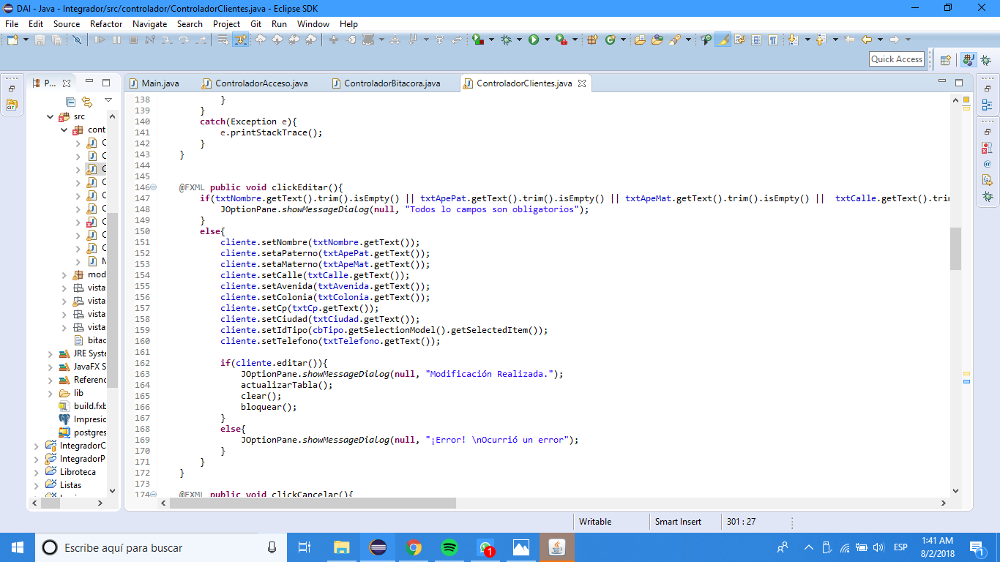 DAI - Java - Integrador/src/controlador/ControladorClientes.java - Eclipse SDK
File Edit Source Refactor Navigate Search Project Git Run Window Help
Quick Access
P...
Main.java ControladorAcceso.java ControladorBitacora.java ControladorClientes.java
src
cont
C
C
C
C
C
C
C
C
C
M
mod
vista
vista
vista
vista
bitac
JRE Syste
JavaFX S
Referenc
lib
build.fxb
Impresic
postgres
IntegradorC
IntegradorP
Libroteca
Listas
138 }
139 }
140 catch(Exception e){
141 e.printStackTrace();
142 }
143 }
144
145
146 @FXML public void clickEditar(){
147 if(txtNombre.getText().trim().isEmpty() || txtApePat.getText().trim().isEmpty() || txtApeMat.getText().trim().isEmpty() || txtCalle.getText().trim
148 JOptionPane.showMessageDialog(null, "Todos lo campos son obligatorios");
149 }
150 else{
151 cliente.setNombre(txtNombre.getText());
152 cliente.setaPaterno(txtApePat.getText());
153 cliente.setaMaterno(txtApeMat.getText());
154 cliente.setCalle(txtCalle.getText());
155 cliente.setAvenida(txtAvenida.getText());
156 cliente.setColonia(txtColonia.getText());
157 cliente.setCp(txtCp.getText());
158 cliente.setCiudad(txtCiudad.getText());
159 cliente.setIdTipo(cbTipo.getSelectionModel().getSelectedItem());
160 cliente.setTelefono(txtTelefono.getText());
161
162 if(cliente.editar()){
163 JOptionPane.showMessageDialog(null, "Modificación Realizada.");
164 actualizarTabla();
165 clear();
166 bloquear();
167 }
168 else{
169 JOptionPane.showMessageDialog(null, "¡Error! \nOcurrió un error");
170 }
171 }
172 }
173
174 @FXML public void clickCancelar(){
Writable Smart Insert 301 : 27
Escribe aquí para buscar
1
ESP
1:41 AM
8/2/2018
1